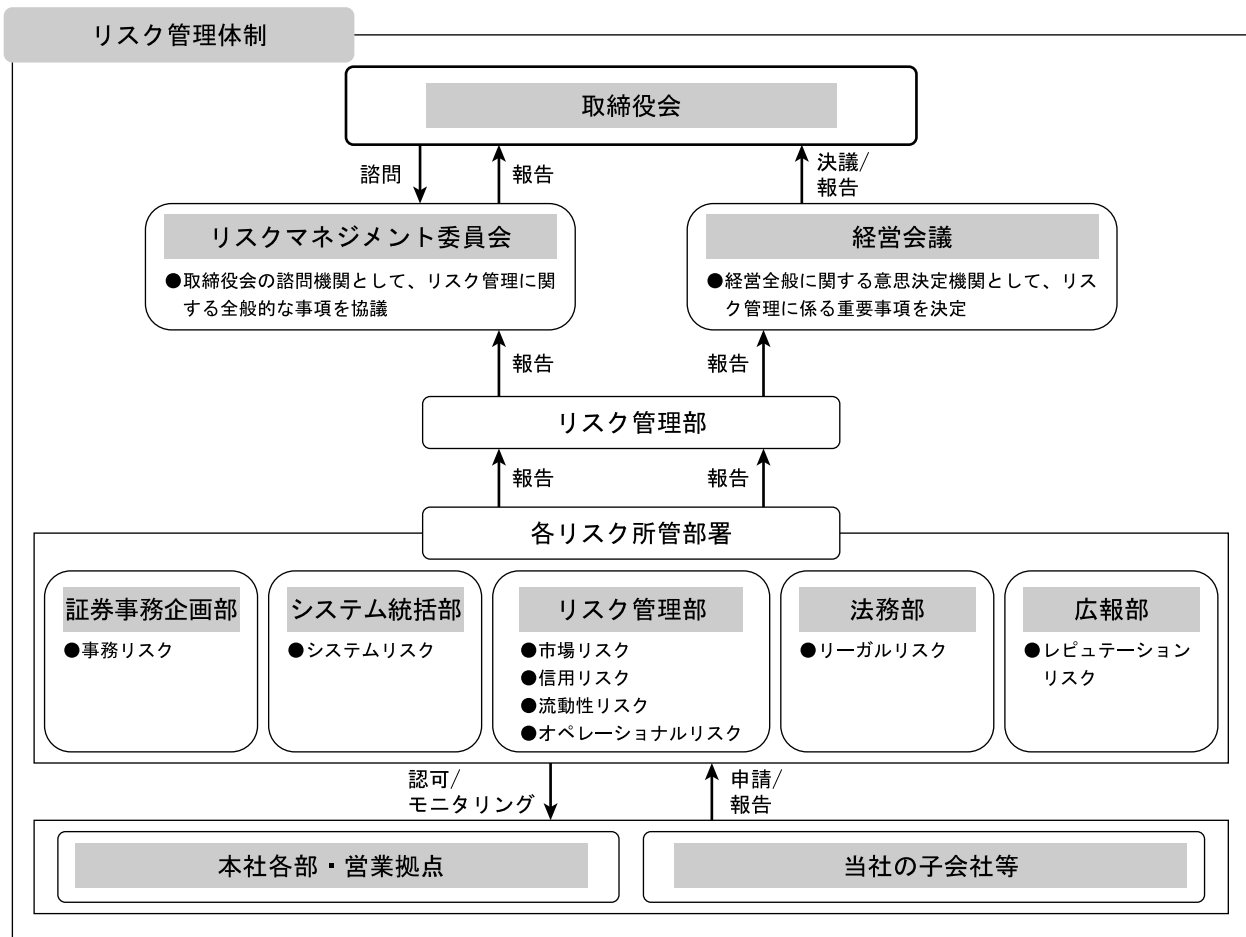 リスク管理体制
取締役会
諮問
報告
決議/
報告
リスクマネジメント委員会
●取締役会の諮問機関として、リスク管理に関
する全般的な事項を協議
経営会議
●経営全般に関する意思決定機関として、リス
ク管理に係る重要事項を決定
報告
報告
リスク管理部
報告
報告
各リスク所管部署
証券事務企画部
●事務リスク
システム統括部
●システムリスク
リスク管理部
●市場リスク
●信用リスク
●流動性リスク
●オペレーショナルリスク
法務部
●リーガルリスク
広報部
●レピュテーション
リスク
認可/
モニタリング
申請/
報告
本社各部・営業拠点
当社の子会社等